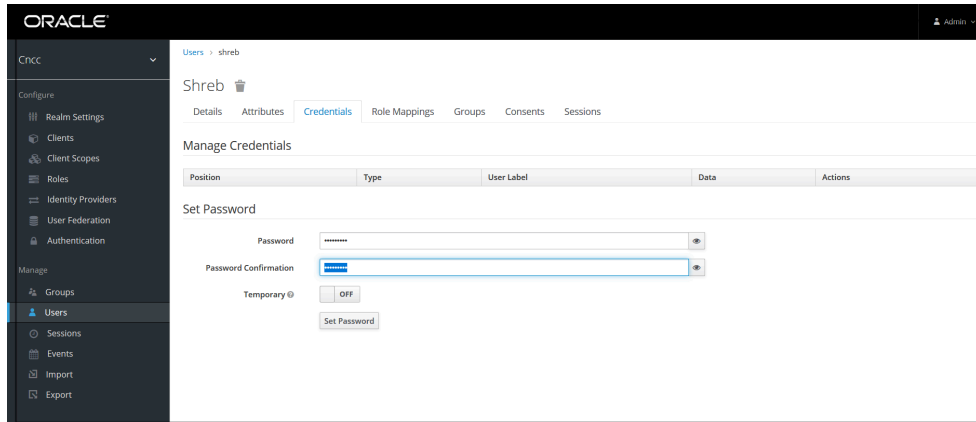 ORACLE®
Admin
Cncc
Users > shreb
Shreb
Configure
Realm Settings
Clients
Client Scopes
Roles
Identity Providers
User Federation
Authentication
Manage
Groups
Users
Sessions
Events
Import
Export
Details Attributes Credentials Role Mappings Groups Consents Sessions
Manage Credentials
Position Type User Label Data Actions
Set Password
Password •••••••••
Password Confirmation •••••••••
Temporary OFF
Set Password